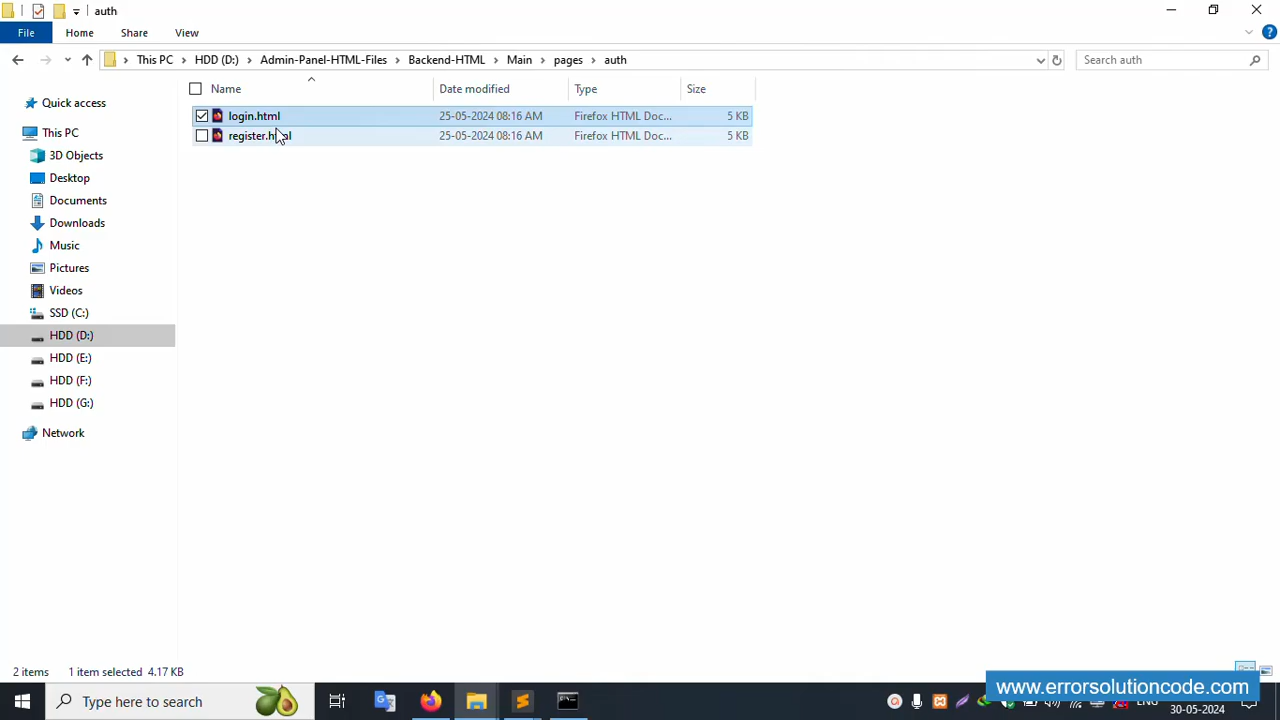 auth
File Home Share View
This PC HDD (D:) Admin-Panel-HTML-Files Backend-HTML Main pages auth Search auth
Name Date modified Type Size
login.html 25-05-2024 08:16 AM Firefox HTML Doc... 5 KB
25-05-2024 08:16 AM Firefox HTML Doc... 5 KB
Quick access
This PC
3D Objects
Desktop
Documents
Downloads
Music
Pictures
Videos
SSD (C:)
HDD (D:)
HDD (E:)
HDD (F:)
HDD (G:)
Network
2 items 1 item selected 4.17 KB
Type here to search
www.errorsolutioncode.com
ENG
30-05-2024